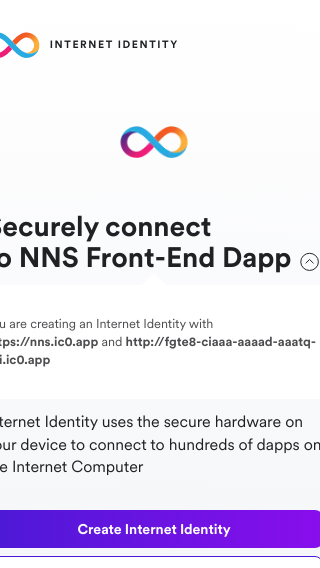 INTERNET IDENTITY
Securely connect
to NNS Front-End Dapp
u are creating an Internet Identity with
tps://nns.ic0.app and http://fgte8-ciaaa-aaaad-aaatq-
i.ic0.app
ternet Identity uses the secure hardware on
our device to connect to hundreds of dapps on
e Internet Computer
Create Internet Identity